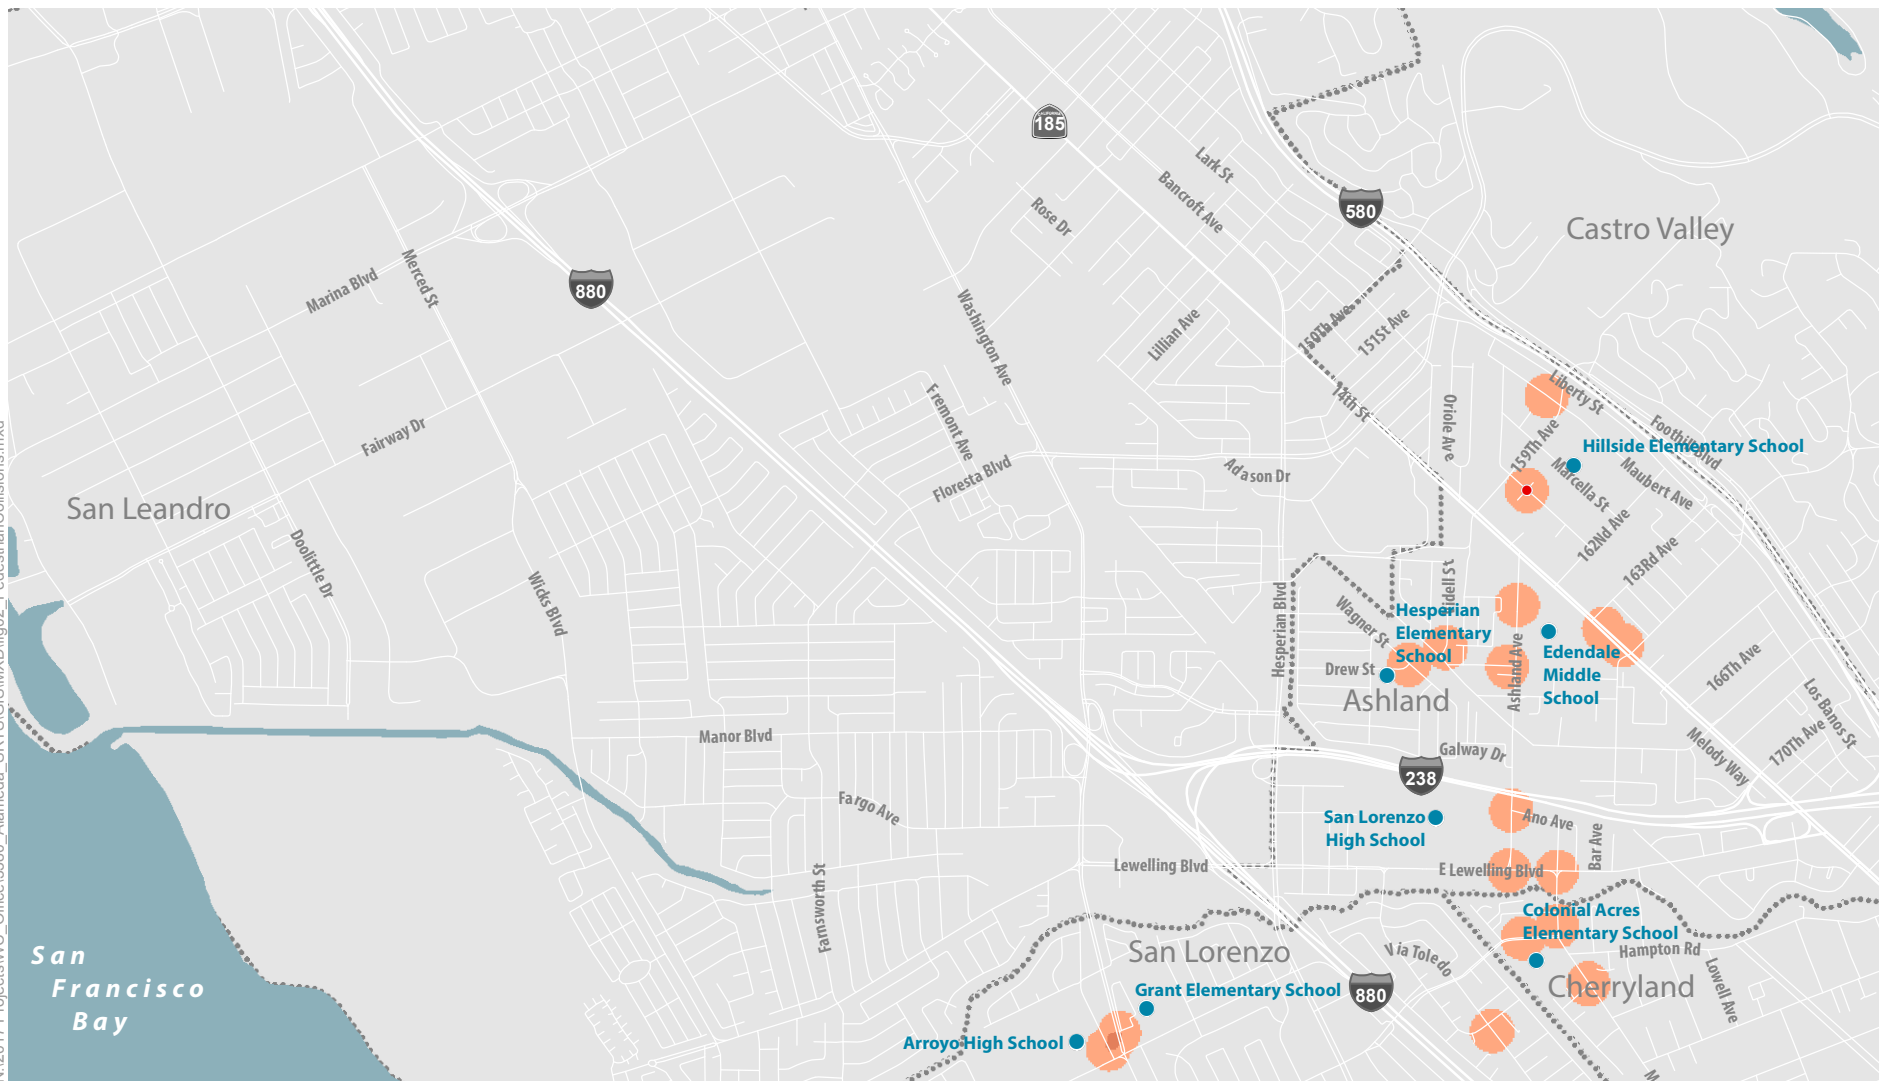 CALIFORNIA
185
Lark St
Bancroft Ave
Rose Dr
580
Castro Valley
Merced St
Marina Blvd
880
Washington Ave
Lillian Ave
150Th Ave
151St Ave
14th St
Liberty St
Oriole Ave
Fremont Ave
Foothill Blvd
Fairway Dr
159Th Ave
Hillside Elementary School
Floresta Blvd
Adason Dr
Marcella St
Maubert Ave
San Leandro
162Nd Ave
Doolittle Dr
163Rd Ave
Wicks Blvd
Hesperian Blvd
Wagner St
Hesperian
Elementary
School
Edendale
Middle
School
Drew St
Ashland Ave
166Th Ave
Ashland
Los Banos St
Manor Blvd
Galway Dr
Melody Way
170Th Ave
238
Fargo Ave
San Lorenzo
High School
Ano Ave
Bar Ave
Lewelling Blvd
E Lewelling Blvd
Farnsworth St
Colonial Acres
Elementary School
San Lorenzo
Via Toledo
Hampton Rd
San
Francisco
Bay
Lowell Ave
Cherryland
Grant Elementary School
880
Arroyo High School